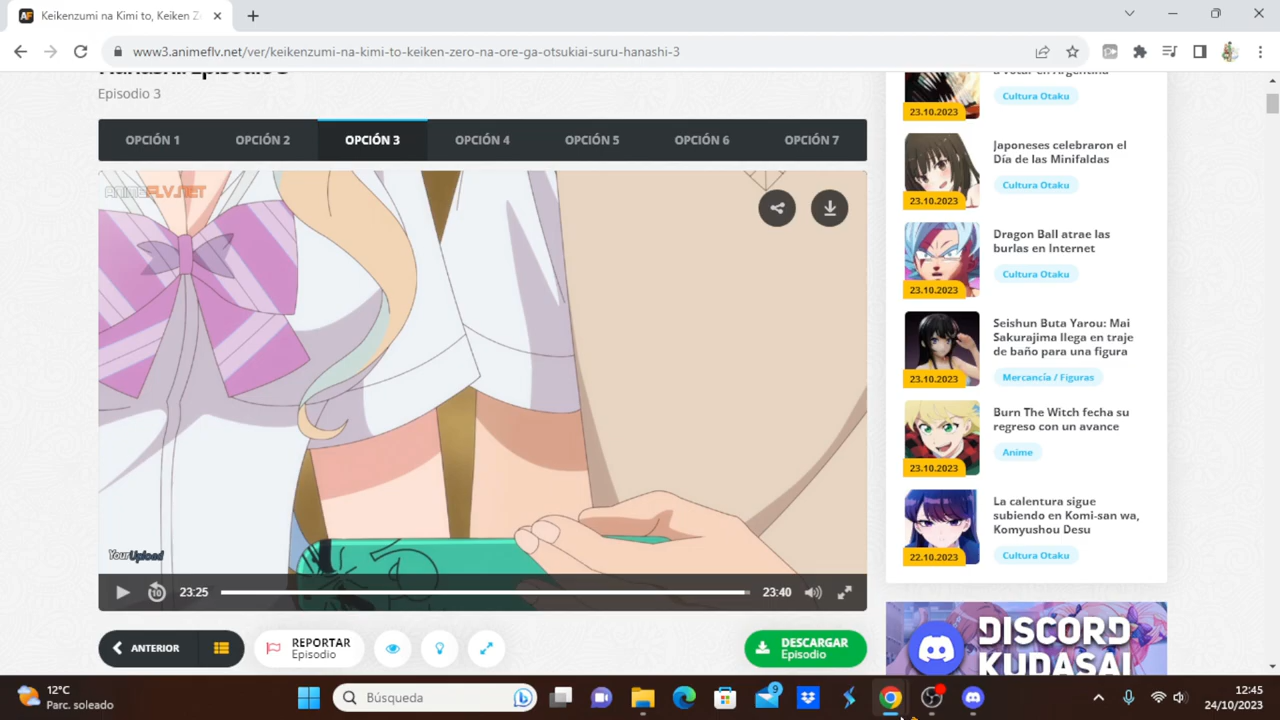 Keikenzumi na Kimi to, Keiken Ze
www3.animeflv.net/ver/keikenzumi-na-kimi-to-keiken-zero-na-ore-ga-otsukiai-suru-hanashi-3
Episodio 3
OPCIÓN 1
OPCIÓN 2
OPCIÓN 3
OPCIÓN 4
OPCIÓN 5
OPCIÓN 6
OPCIÓN 7
ANIMEFLV.NET
YourUpload
10
23:25
23:40
ANTERIOR
REPORTAR
Episodio
DESCARGAR
Episodio
a votar en Argentina
Cultura Otaku
23.10.2023
Japoneses celebraron el
Día de las Minifaldas
Cultura Otaku
23.10.2023
Dragon Ball atrae las
burlas en Internet
Cultura Otaku
23.10.2023
Seishun Buta Yarou: Mai
Sakurajima llega en traje
de baño para una figura
Mercancía / Figuras
23.10.2023
Burn The Witch fecha su
regreso con un avance
Anime
23.10.2023
La calentura sigue
subiendo en Komi-san wa,
Komyushou Desu
Cultura Otaku
22.10.2023
DISCORD
KUDASAI
12°C
Parc. soleado
Búsqueda
9
12:45
24/10/2023